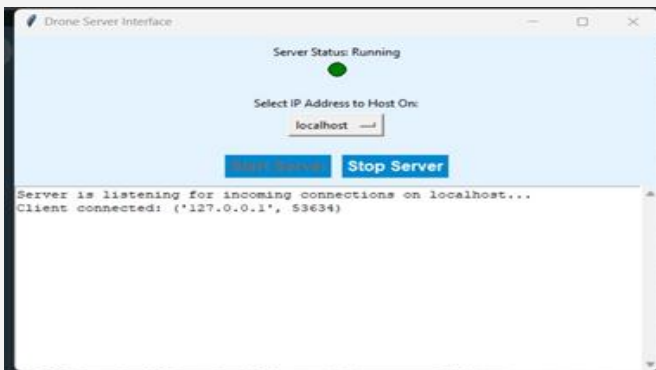 Drone Server Interface
Server Status: Running
Select IP Address to Host On:
localhost
Start Server Stop Server
Server is listening for incoming connections on localhost...
Client connected: ('127.0.0.1', 53634)